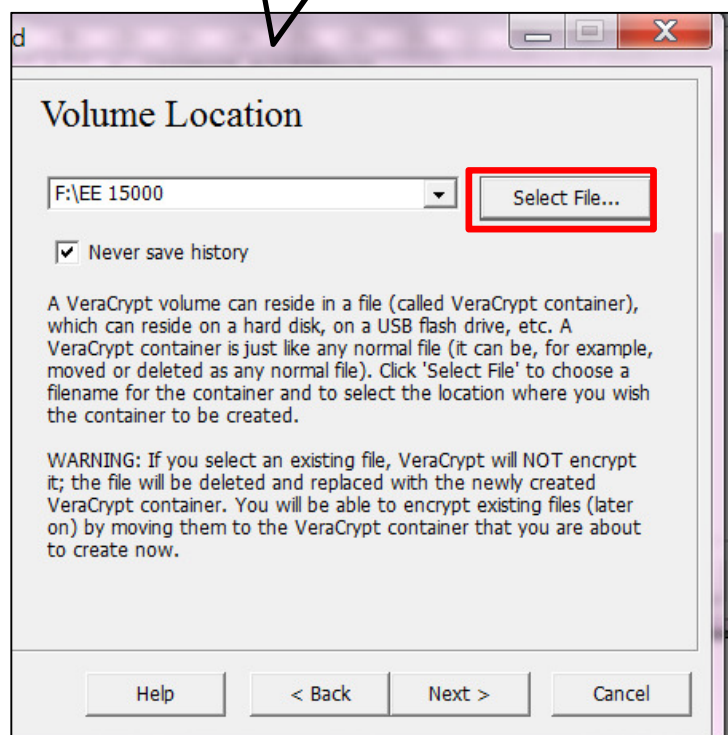 d
Volume Location
F:\EE 15000
Select File...
Never save history
A VeraCrypt volume can reside in a file (called VeraCrypt container),
which can reside on a hard disk, on a USB flash drive, etc. A
VeraCrypt container is just like any normal file (it can be, for example,
moved or deleted as any normal file). Click 'Select File' to choose a
filename for the container and to select the location where you wish
the container to be created.
WARNING: If you select an existing file, VeraCrypt will NOT encrypt
it; the file will be deleted and replaced with the newly created
VeraCrypt container. You will be able to encrypt existing files (later
on) by moving them to the VeraCrypt container that you are about
to create now.
Help
< Back
Next >
Cancel